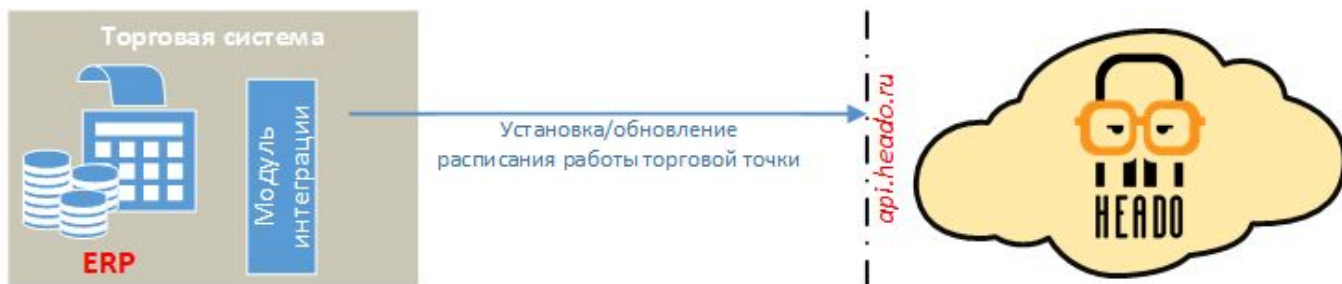 Торговая система
ERP
Модуль
интеграции
Установка/обновление
расписания работы торговой точки
api.heado.ru
HEADO